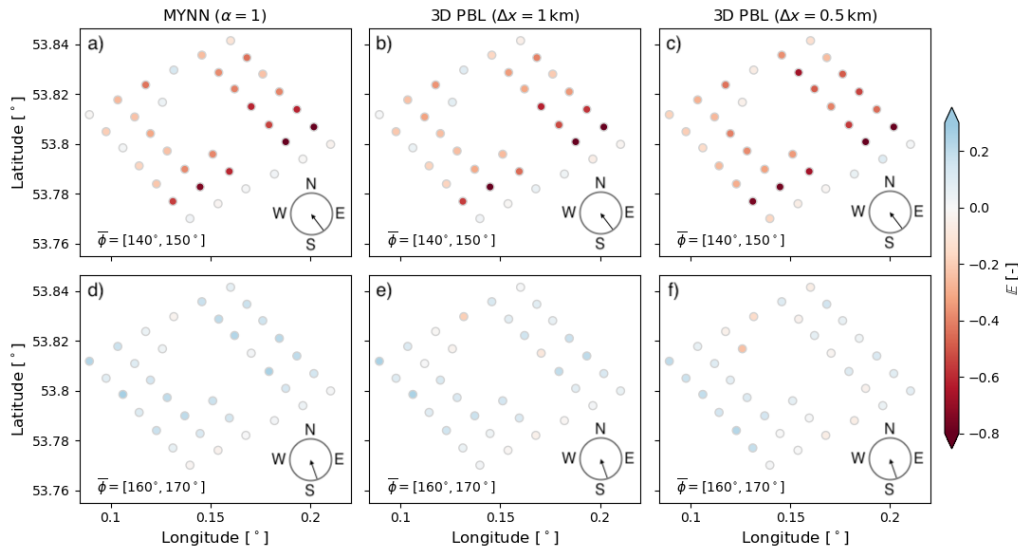 MYNN (α = 1)
3D PBL (Δx = 1 km)
3D PBL (Δx = 0.5 km)
a)
b)
c)
53.84
53.82
53.80
53.78
53.76
Latitude [˚]
N
W E
S
N
W E
S
N
W E
S
ϕ̅ = [140˚, 150˚]
ϕ̅ = [140˚, 150˚]
ϕ̅ = [140˚, 150˚]
0.2
0.0
−0.2
−0.4
−0.6
−0.8
𝔼 [-]
d)
e)
f)
53.84
53.82
53.8
53.78
53.76
Latitude [˚]
N
W E
S
N
W E
S
N
W E
S
ϕ̅ = [160˚, 170˚]
ϕ̅ = [160˚, 170˚]
ϕ̅ = [160˚, 170˚]
0.1 0.15 0.2
0.1 0.15 0.2
0.1 0.15 0.2
Longitude [˚]
Longitude [˚]
Longitude [˚]